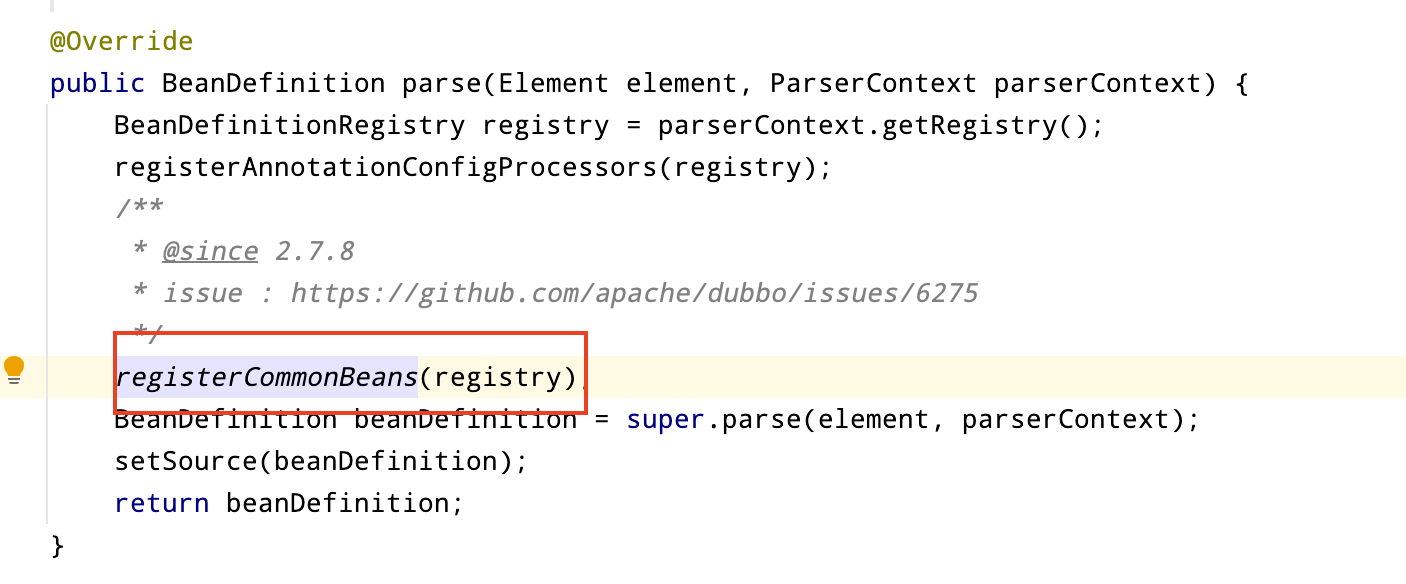 @Override
public BeanDefinition parse(Element element, ParserContext parserContext) {
BeanDefinitionRegistry registry = parserContext.getRegistry();
registerAnnotationConfigProcessors(registry);
/**
* @since 2.7.8
* issue : https://github.com/apache/dubbo/issues/6275
*/
registerCommonBeans(registry);
BeanDefinition beanDefinition = super.parse(element, parserContext);
setSource(beanDefinition);
return beanDefinition;
}